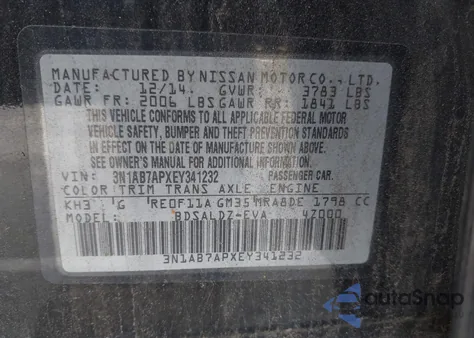 MANUFACTURED BY NISSAN MOTOR CO., LTD.
DATE: 12/14 GVWR: 3783 LBS
GAWR FR: 2006 LBS GAWR RR: 1841 LBS
THIS VEHICLE CONFORMS TO ALL APPLICABLE FEDERAL MOTOR
VEHICLE SAFETY, BUMPER AND THEFT PREVENTION STANDARDS
IN EFFECT ON THE DATE OF MANUFACTURE SHOWN ABOVE.
SEE OWNER'S MANUAL FOR ADDITIONAL INFORMATION.
VIN: 3N1AB7APXEY341232 PASSENGER CAR.
COLOR TRIM TRANS AXLE ENGINE
KH3 G RE0F11A GM35 MRA8DE 1798 CC
MODEL: BDSALDZ-EVA 4Z000
3N1AB7APXEY341232
autoSnap